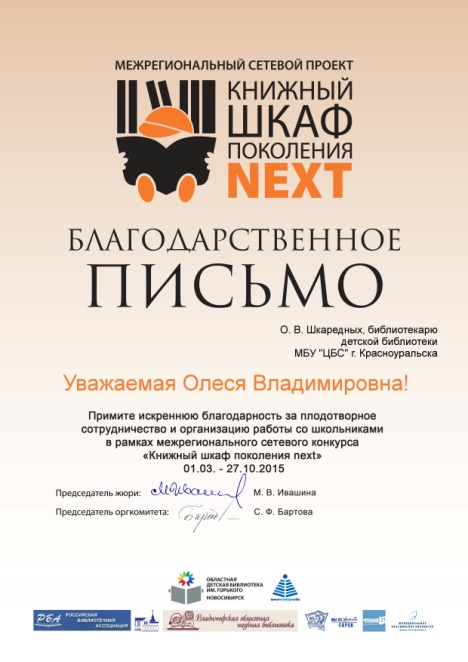 МЕЖРЕГИОНАЛЬНЫЙ СЕТЕВОЙ ПРОЕКТ
КНИЖНЫЙ
ШКАФ
ПОКОЛЕНИЯ
NEXT
БЛАГОДАРСТВЕННОЕ
ПИСЬМО
О. В. Шкаредных, библиотекарю
детской библиотеки
МБУ "ЦБС" г. Красноуральска
Уважаемая Олеся Владимировна!
Примите искреннюю благодарность за плодотворное
сотрудничество и организацию работы со школьниками
в рамках межрегионального сетевого конкурса
«Книжный шкаф поколения next»
01.03. - 27.10.2015
Председатель жюри: М. В. Ивашина
Председатель оргкомитета: С. Ф. Бартова
ОБЛАСТНАЯ
ДЕТСКАЯ БИБЛИОТЕКА
ИМ. ГОРЬКОГО
НОВОСИБИРСК
РБА РОССИЙСКАЯ
БИБЛИОТЕЧНАЯ
АССОЦИАЦИЯ
Владимирская областная
научная библиотека